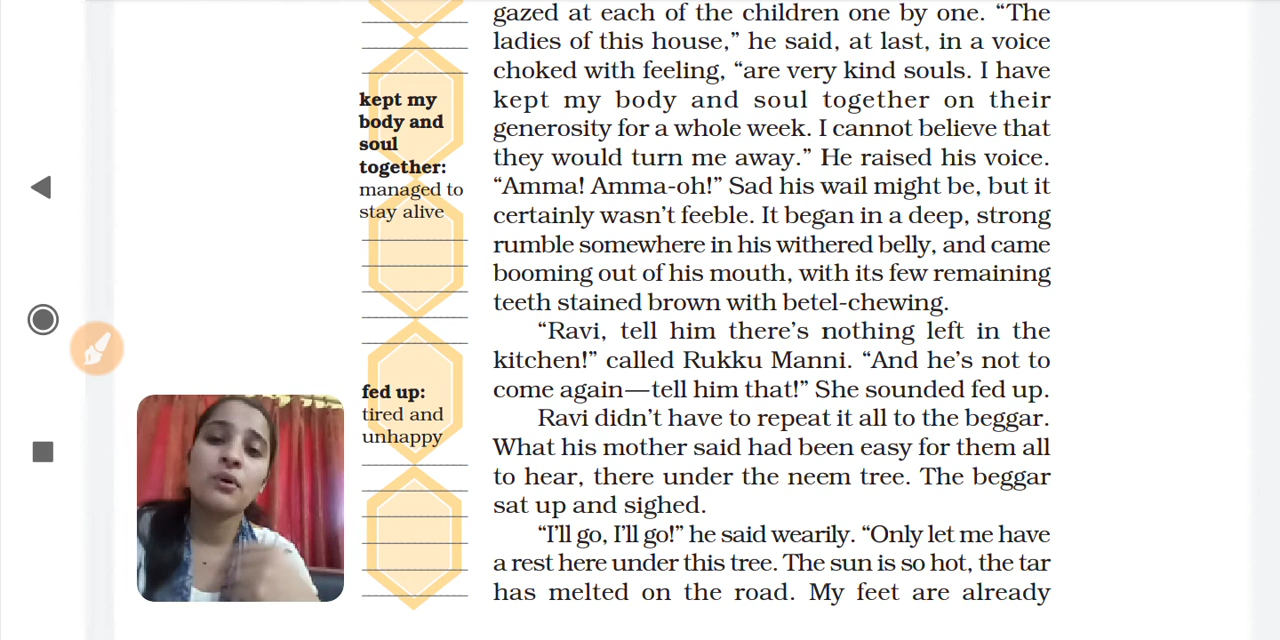 kept my
body and
soul
together:
managed to
stay alive
fed up:
tired and
unhappy
gazed at each of the children one by one. “The
ladies of this house,” he said, at last, in a voice
choked with feeling, “are very kind souls. I have
kept my body and soul together on their
generosity for a whole week. I cannot believe that
they would turn me away.” He raised his voice.
“Amma! Amma-oh!” Sad his wail might be, but it
certainly wasn’t feeble. It began in a deep, strong
rumble somewhere in his withered belly, and came
booming out of his mouth, with its few remaining
teeth stained brown with betel-chewing.
“Ravi, tell him there’s nothing left in the
kitchen!” called Rukku Manni. “And he’s not to
come again—tell him that!” She sounded fed up.
Ravi didn’t have to repeat it all to the beggar.
What his mother said had been easy for them all
to hear, there under the neem tree. The beggar
sat up and sighed.
“I’ll go, I’ll go!” he said wearily. “Only let me have
a rest here under this tree. The sun is so hot, the tar
has melted on the road. My feet are already